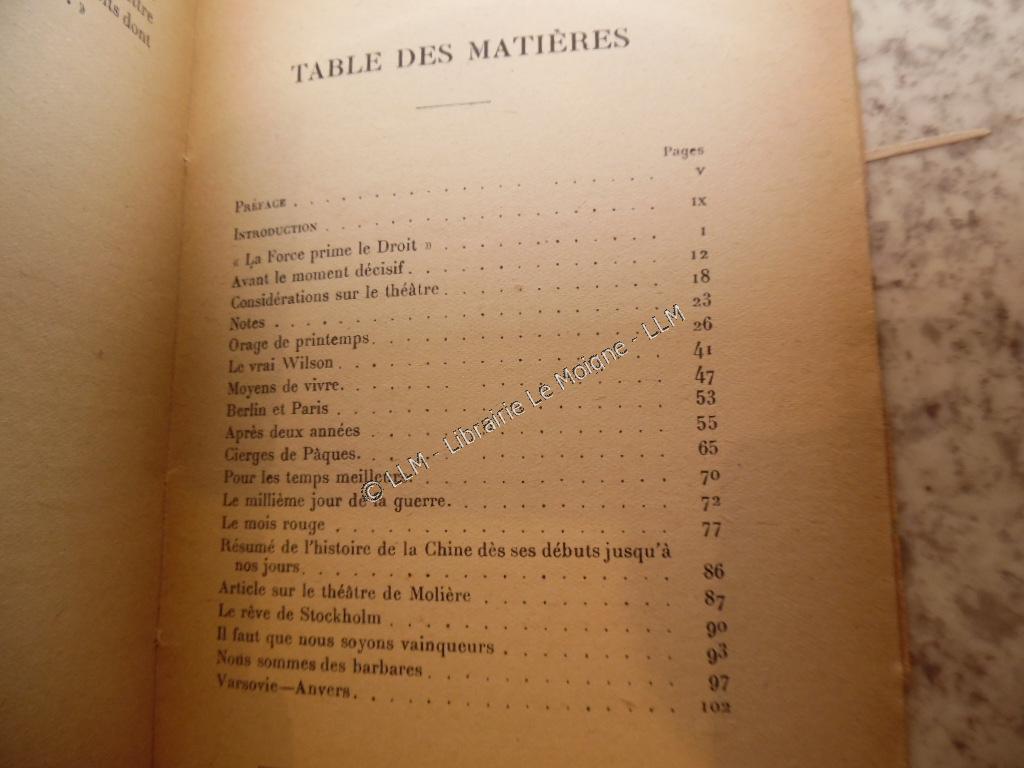 dont
TABLE DES MATIÈRES
Pages
PRÉFACE . . . . . . . . . . V
INTRODUCTION . . . . . . . . . . IX
« La Force prime le Droit » . . . . . . . . . . 1
Avant le moment décisif . . . . . . . . . . 12
Considérations sur le théâtre . . . . . . . . . . 18
Notes . . . . . . . . . . 23
Orage de printemps . . . . . . . . . . 26
Le vrai Wilson . . . . . . . . . . 41
Moyens de vivre . . . . . . . . . . 47
Berlin et Paris . . . . . . . . . . 53
Après deux années . . . . . . . . . . 55
Cierges de Pâques . . . . . . . . . . 65
Pour les temps meilleurs . . . . . . . . . . 70
Le millième jour de la guerre . . . . . . . . . . 72
Le mois rouge . . . . . . . . . . 77
Résumé de l'histoire de la Chine dès ses débuts jusqu'à
nos jours . . . . . . . . . . 86
Article sur le théâtre de Molière . . . . . . . . . . 87
Le rêve de Stockholm . . . . . . . . . . 90
Il faut que nous soyons vainqueurs . . . . . . . . . . 93
Nous sommes des barbares . . . . . . . . . . 97
Varsovie—Anvers . . . . . . . . . . 102
© LLM - Librairie Le Moïgne - LLM